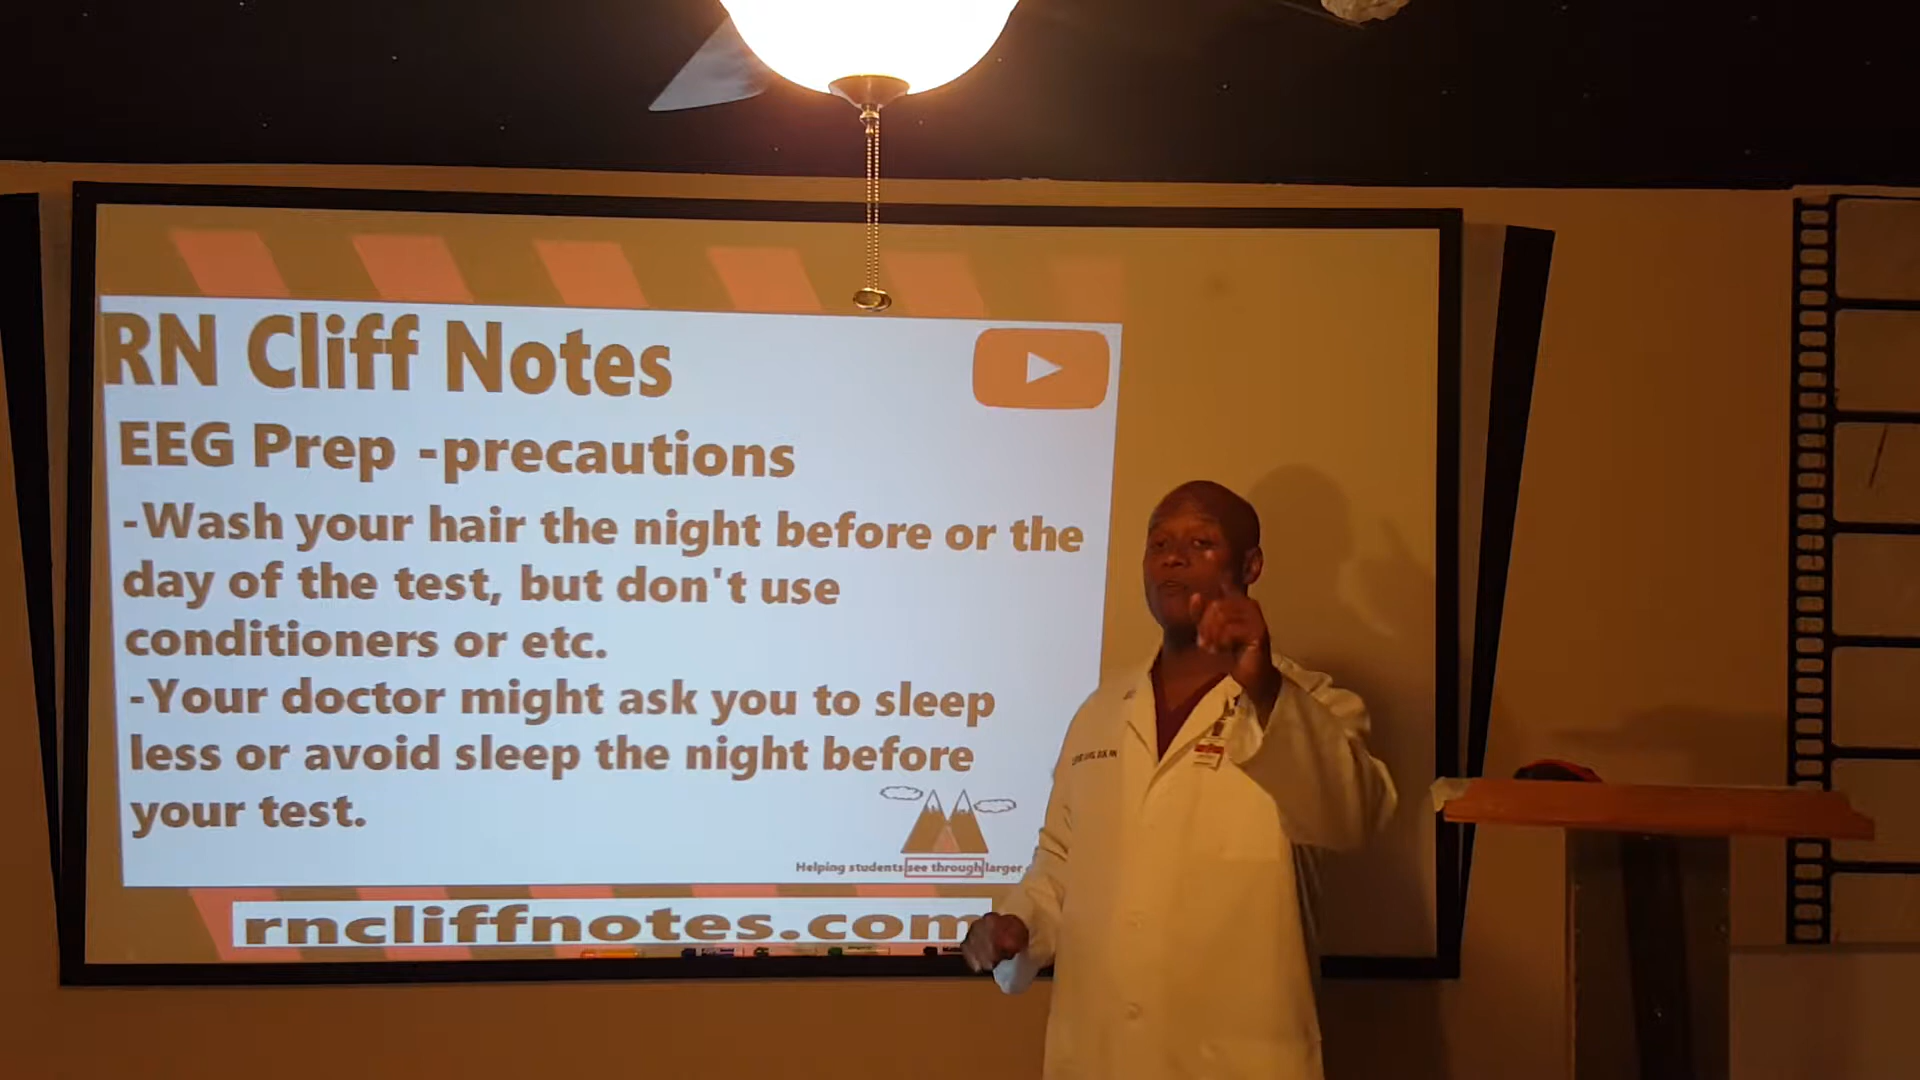 RN Cliff Notes
EEG Prep -precautions
-Wash your hair the night before or the
day of the test, but don't use
conditioners or etc.
-Your doctor might ask you to sleep
less or avoid sleep the night before
your test.
Helping students see through larger
rncliffnotes.com